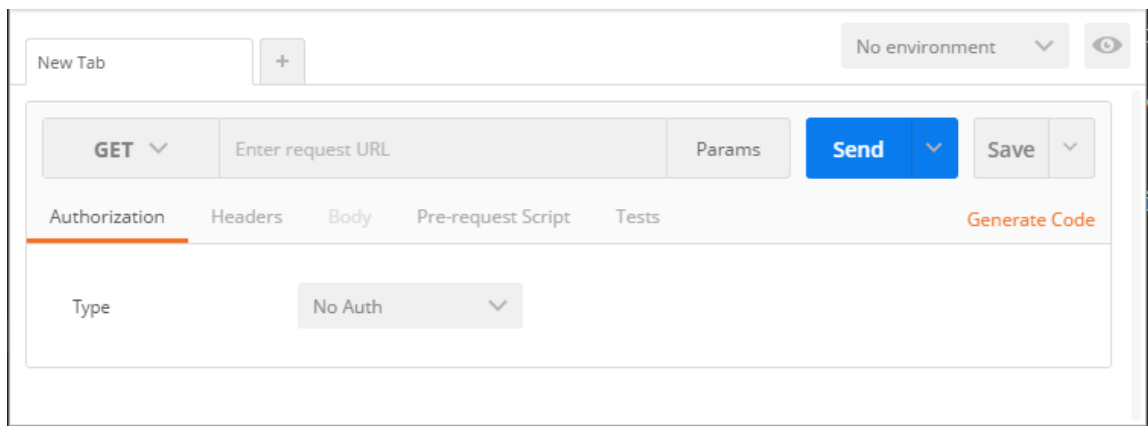 No environment
New Tab +
GET Enter request URL Params Send Save
Authorization Headers Body Pre-request Script Tests Generate Code
Type No Auth